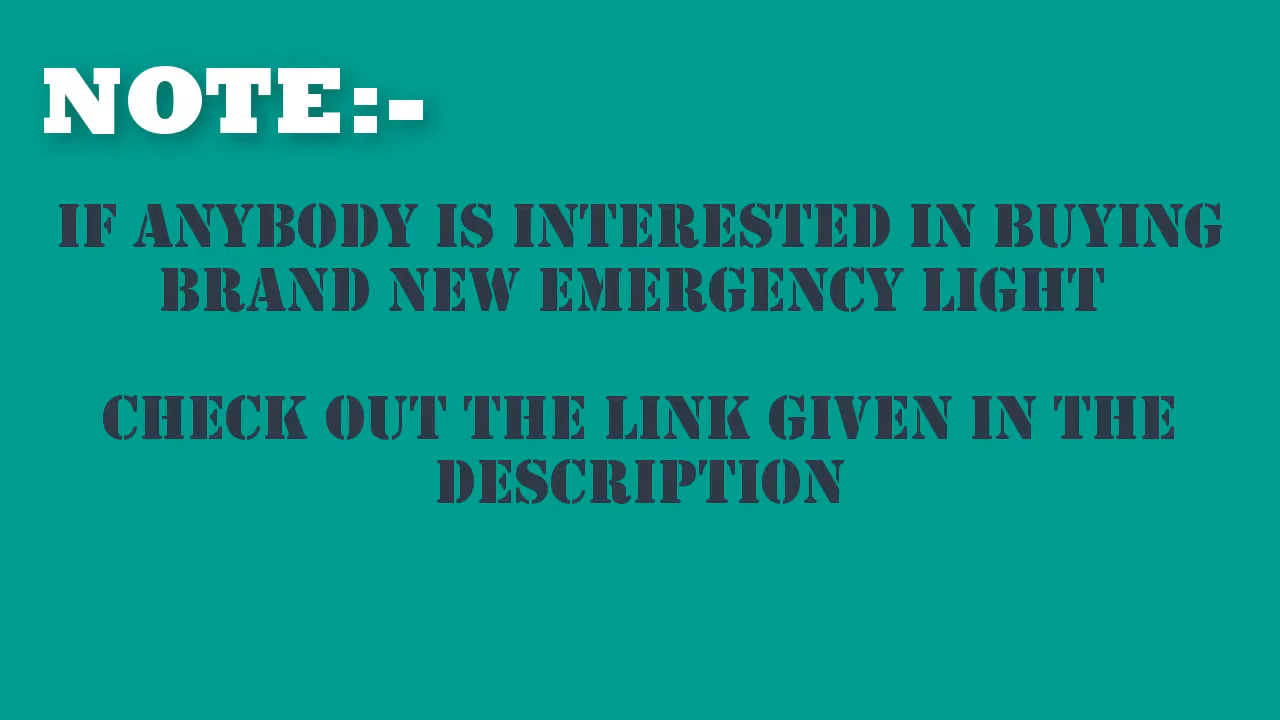 NOTE:-
IF ANYBODY IS INTERESTED IN BUYING
BRAND NEW EMERGENCY LIGHT
CHECK OUT THE LINK GIVEN IN THE
DESCRIPTION